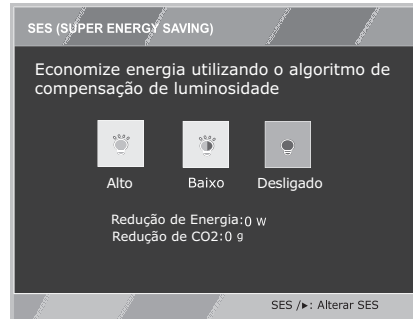 SES (SUPER ENERGY SAVING)
Economize energia utilizando o algoritmo de
compensação de luminosidade
Alto Baixo Desligado
Redução de Energia:0 w
Redução de CO2:0 g
SES /►: Alterar SES